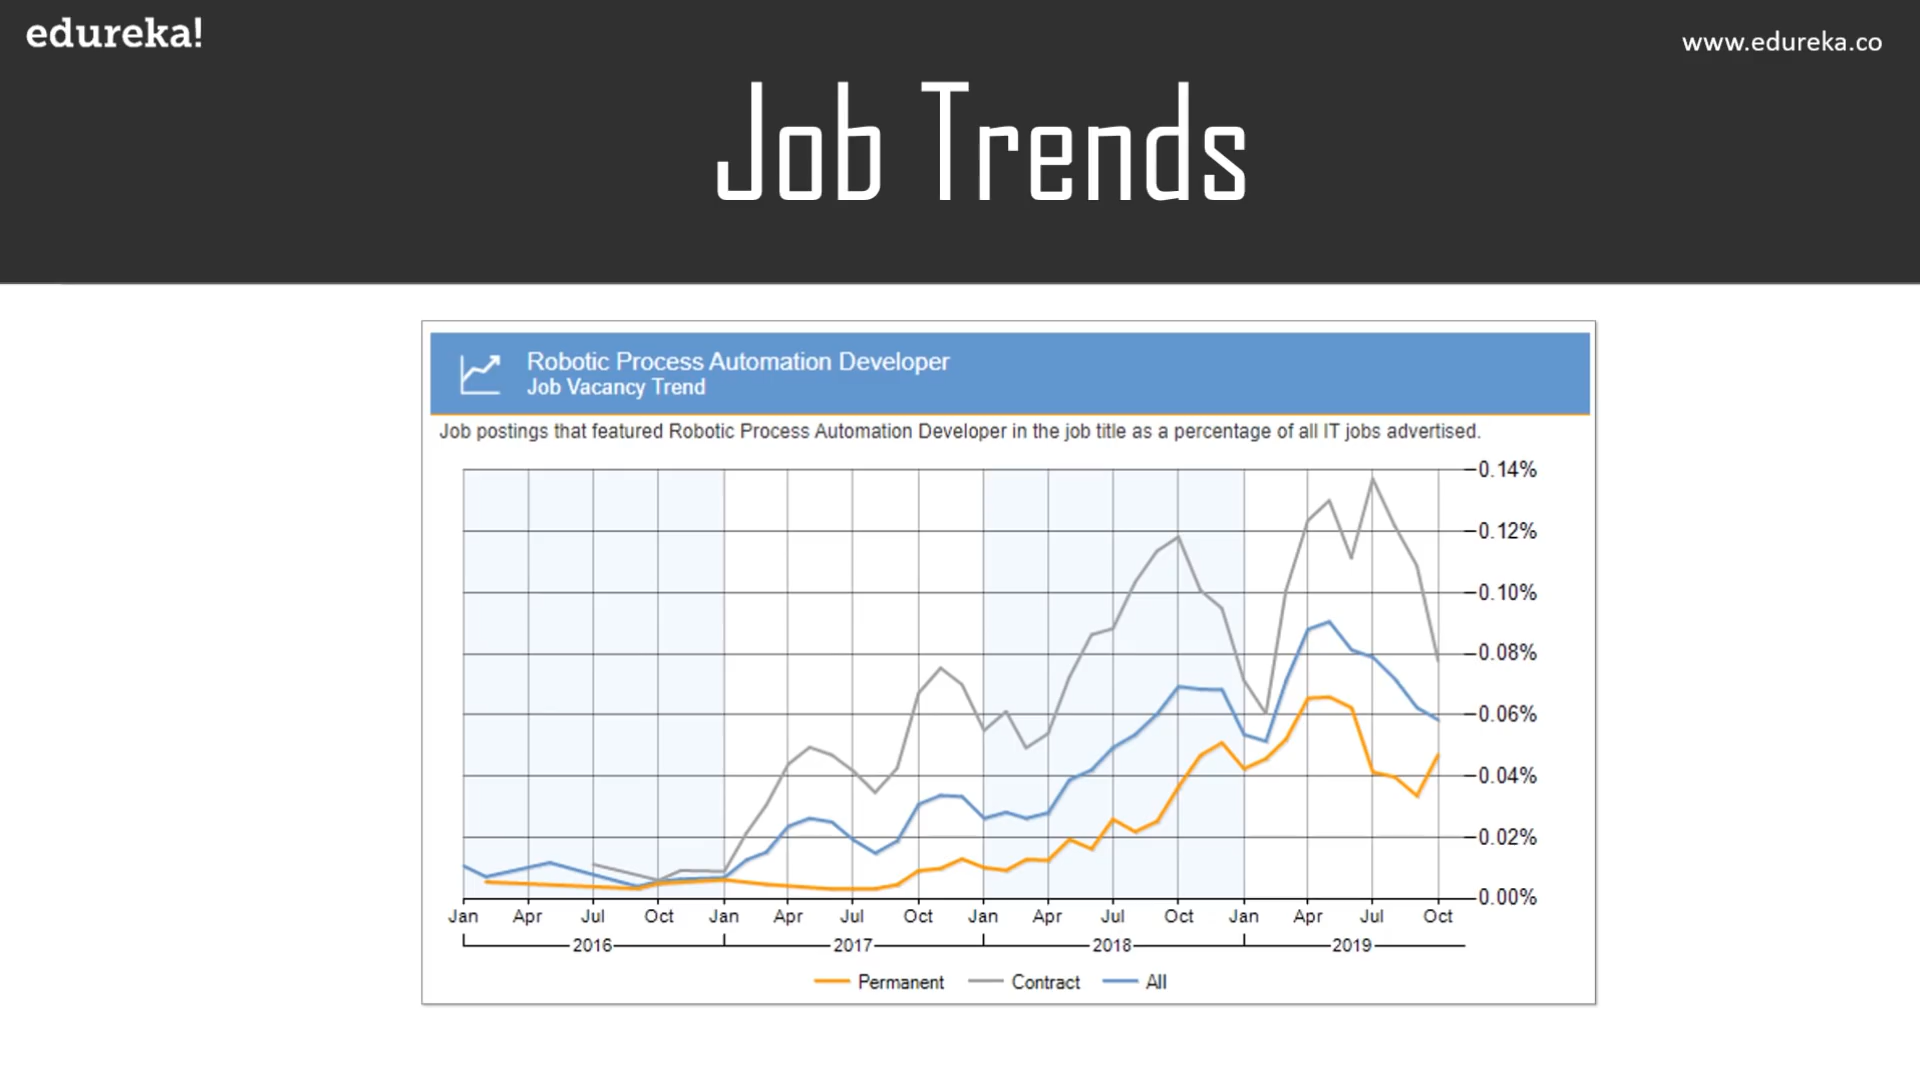 edureka!
www.edureka.co
Job Trends
Robotic Process Automation Developer
Job Vacancy Trend
Job postings that featured Robotic Process Automation Developer in the job title as a percentage of all IT jobs advertised.
0.14%
0.12%
0.10%
0.08%
0.06%
0.04%
0.02%
0.00%
Jan Apr Jul Oct Jan Apr Jul Oct Jan Apr Jul Oct Jan Apr Jul Oct
2016 2017 2018 2019
Permanent Contract All